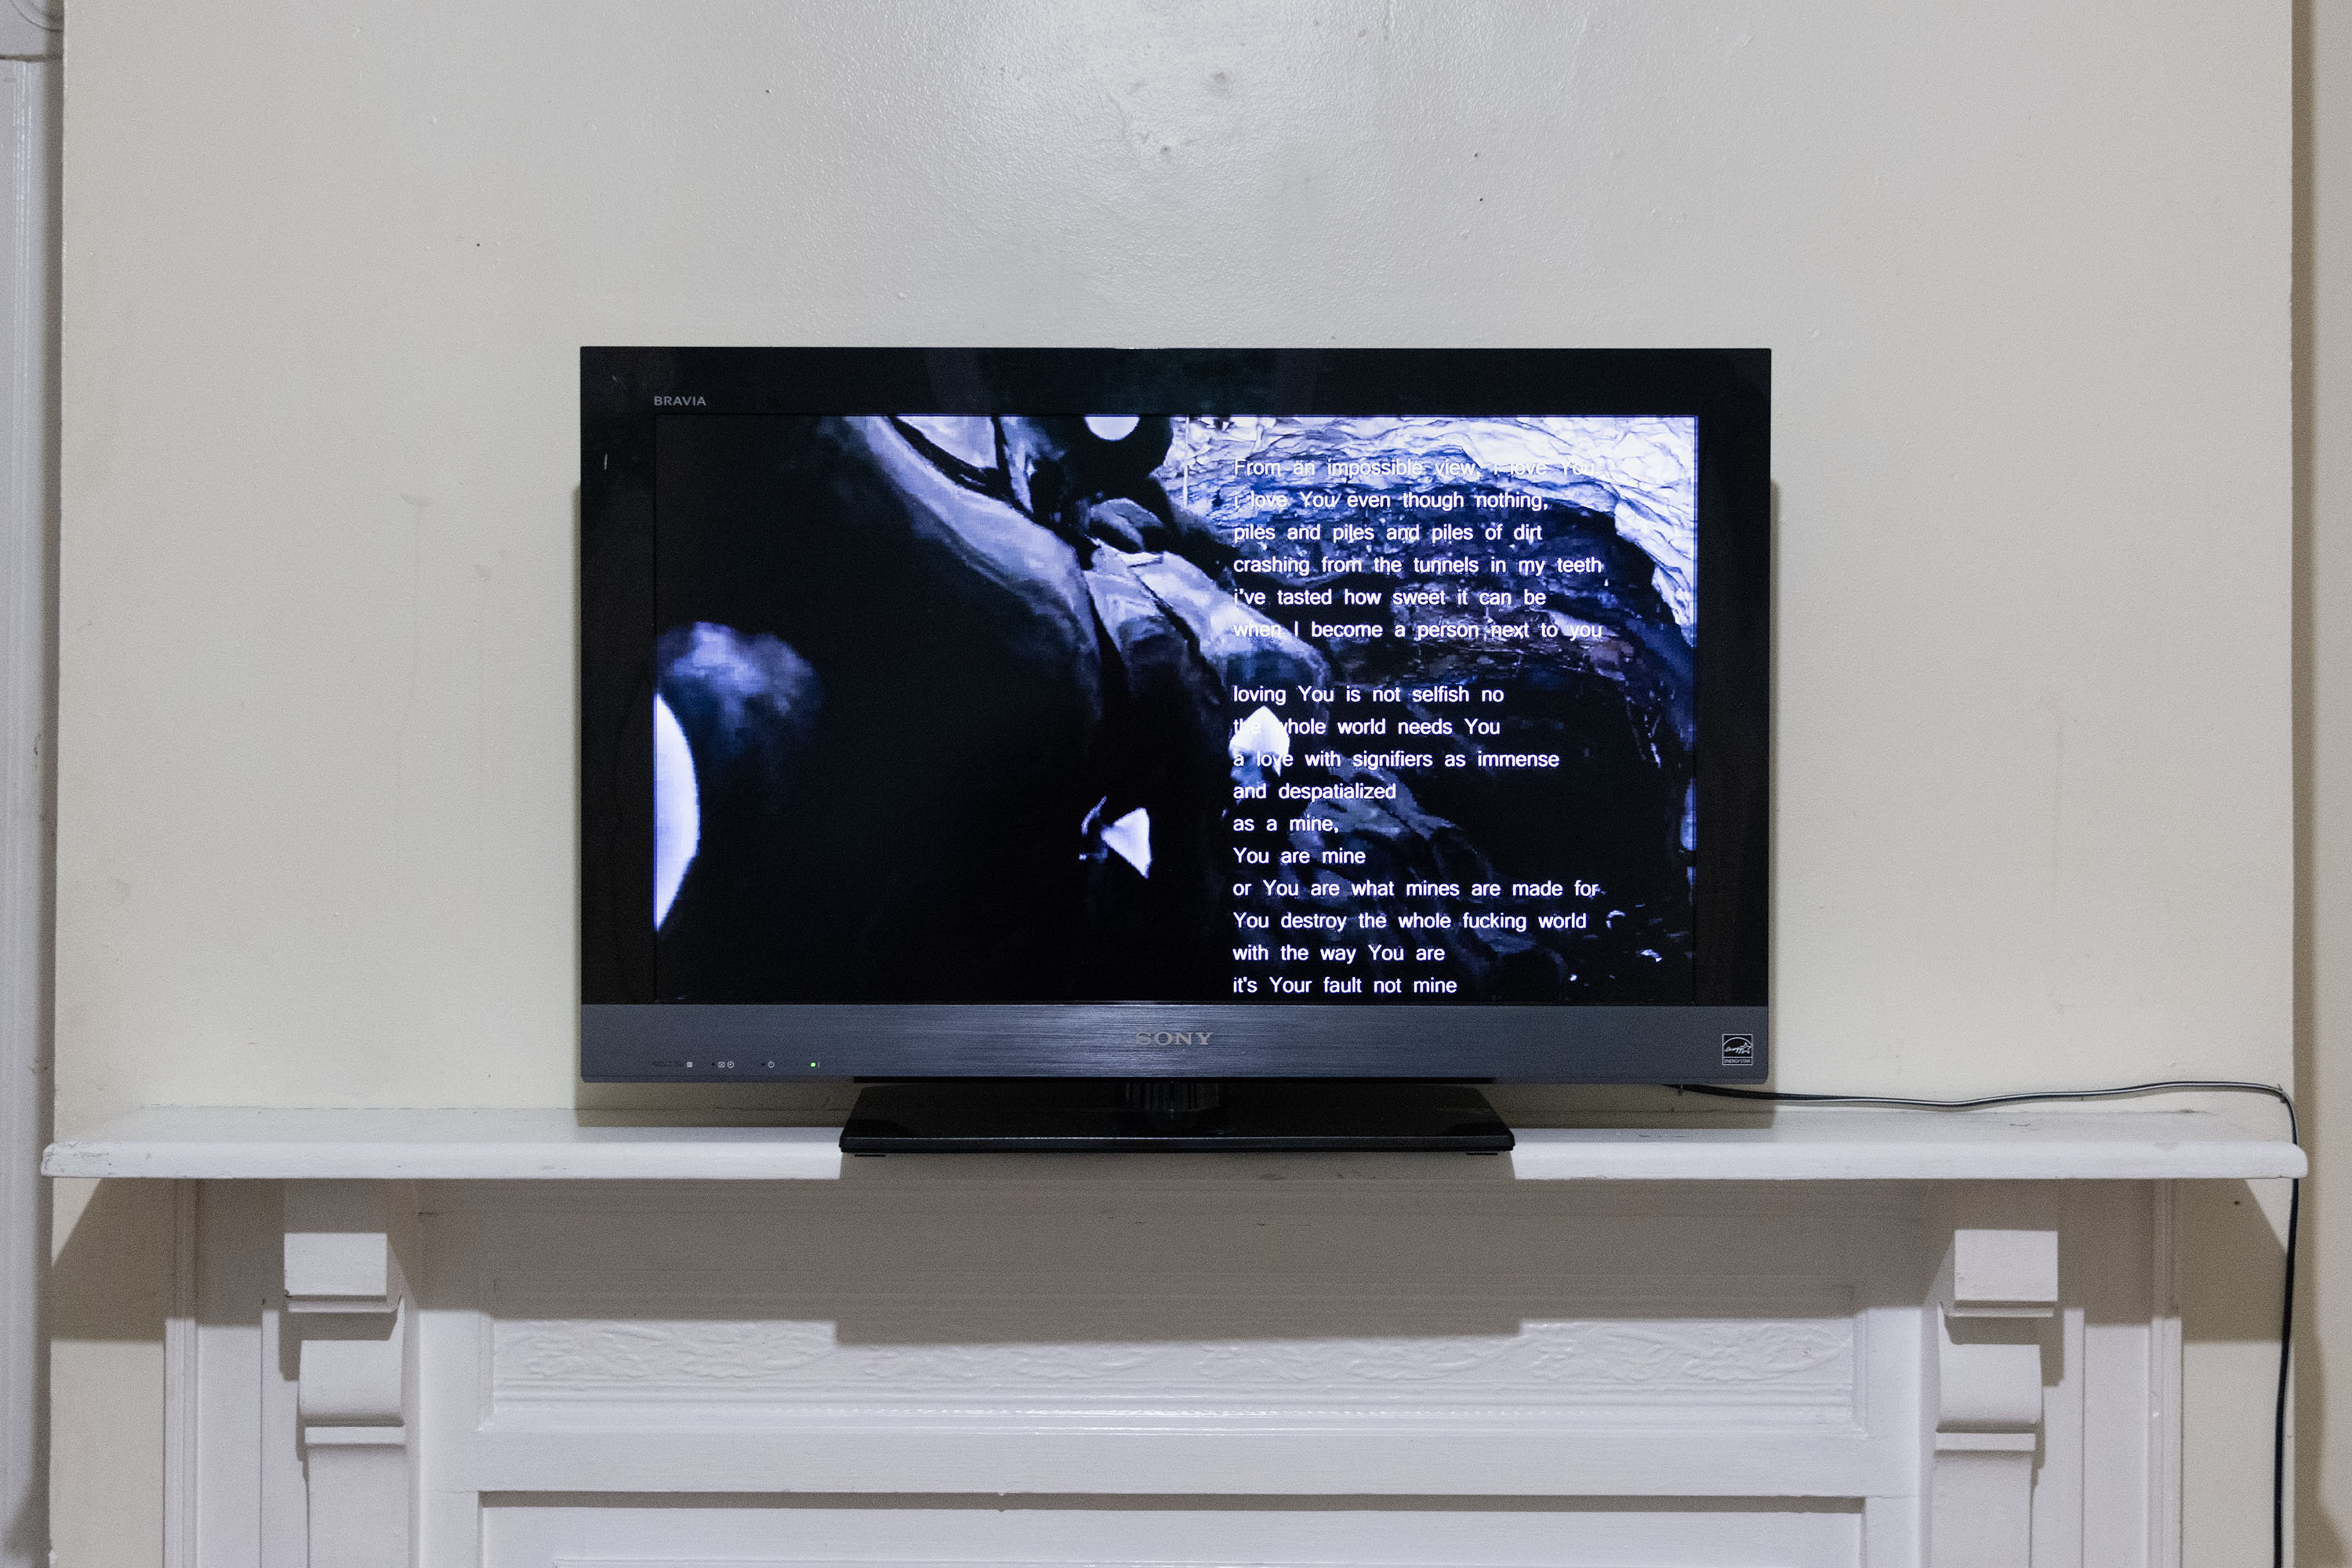 BRAVIA
From an impossible view, i love You
i love You even though nothing,
piles and piles and piles of dirt
crashing from the tunnels in my teeth
i've tasted how sweet it can be
when I become a person next to you
loving You is not selfish no
the whole world needs You
a love with signifiers as immense
and despatialized
as a mine,
You are mine
or You are what mines are made for
You destroy the whole fucking world
with the way You are
it's Your fault not mine
SONY
ENERGY STAR